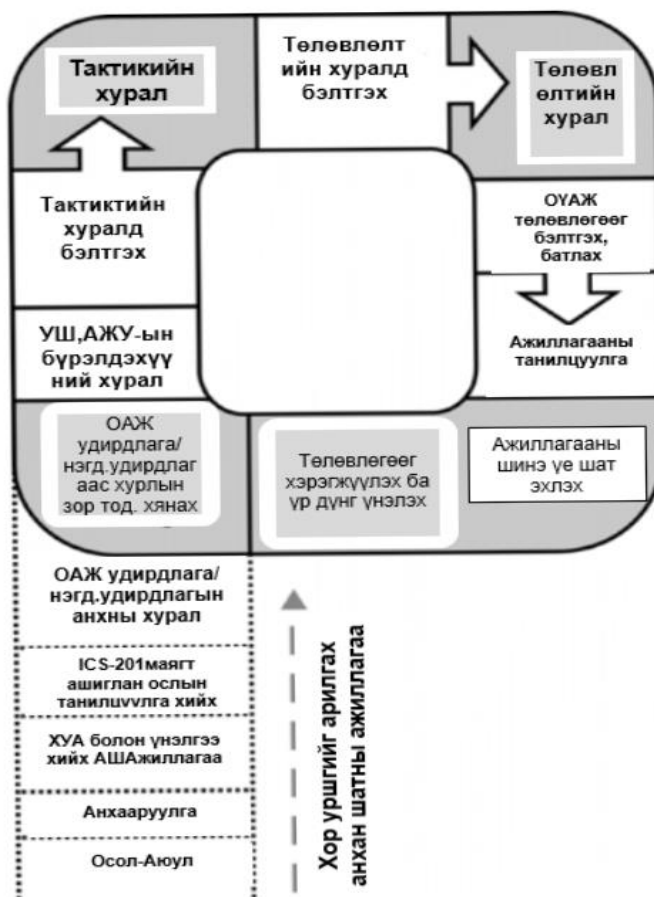 Тактикийн
хурал
Төлөвлөлт
ийн хуралд
бэлтгэх
Төлөвл
өлтийн
хурал
Тактиктийн
хуралд
бэлтгэх
ОҮАЖ
төлөвлөгөөг
бэлтгэх,
батлах
УШ,АЖУ-ын
бүрэлдэхүү
ний хурал
Ажиллагааны
танилцуулга
ОАЖ
удирдлага/
нэгд.удирдлаг
аас хурлын
зор тод. хянах
Төлөвлөгөөг
хэрэгжүүлэх ба
үр дүнг үнэлэх
Ажиллагааны
шинэ үе шат
эхлэх
ОАЖ удирдлага/
нэгд.удирдлагын
анхны хурал
ICS-201маягт
ашиглан ослын
танилцуулга хийх
ХУА болон үнэлгээ
хийх АШАжиллагаа
Анхааруулга
Осол-Аюул
Хор уршгийг арилгах
анхан шатны ажиллагаа